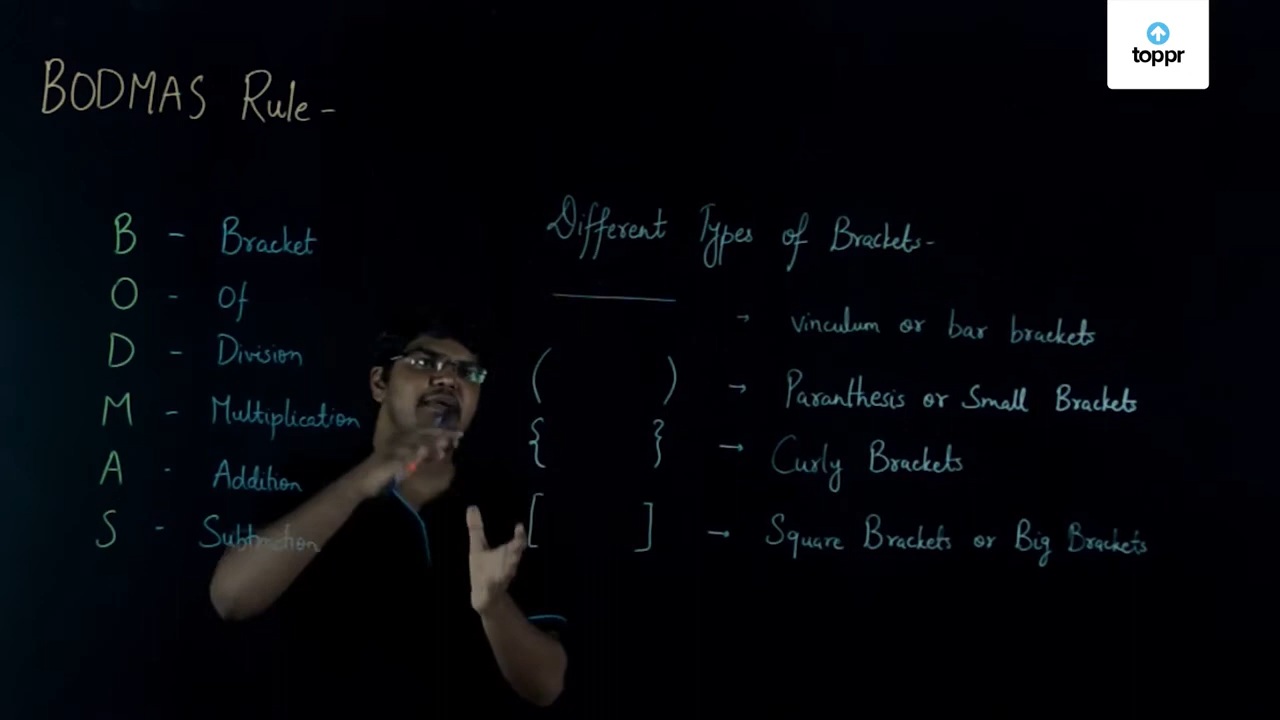 toppr
BODMAS Rule -
B - Bracket
O - Of
D - Division
M - Multiplication
A - Addition
S - Subtraction
Different Types of Brackets-
→ vinculum or bar brackets
( ) → Paranthesis or Small Brackets
{ } → Curly Brackets
[ ] → Square Brackets or Big Brackets